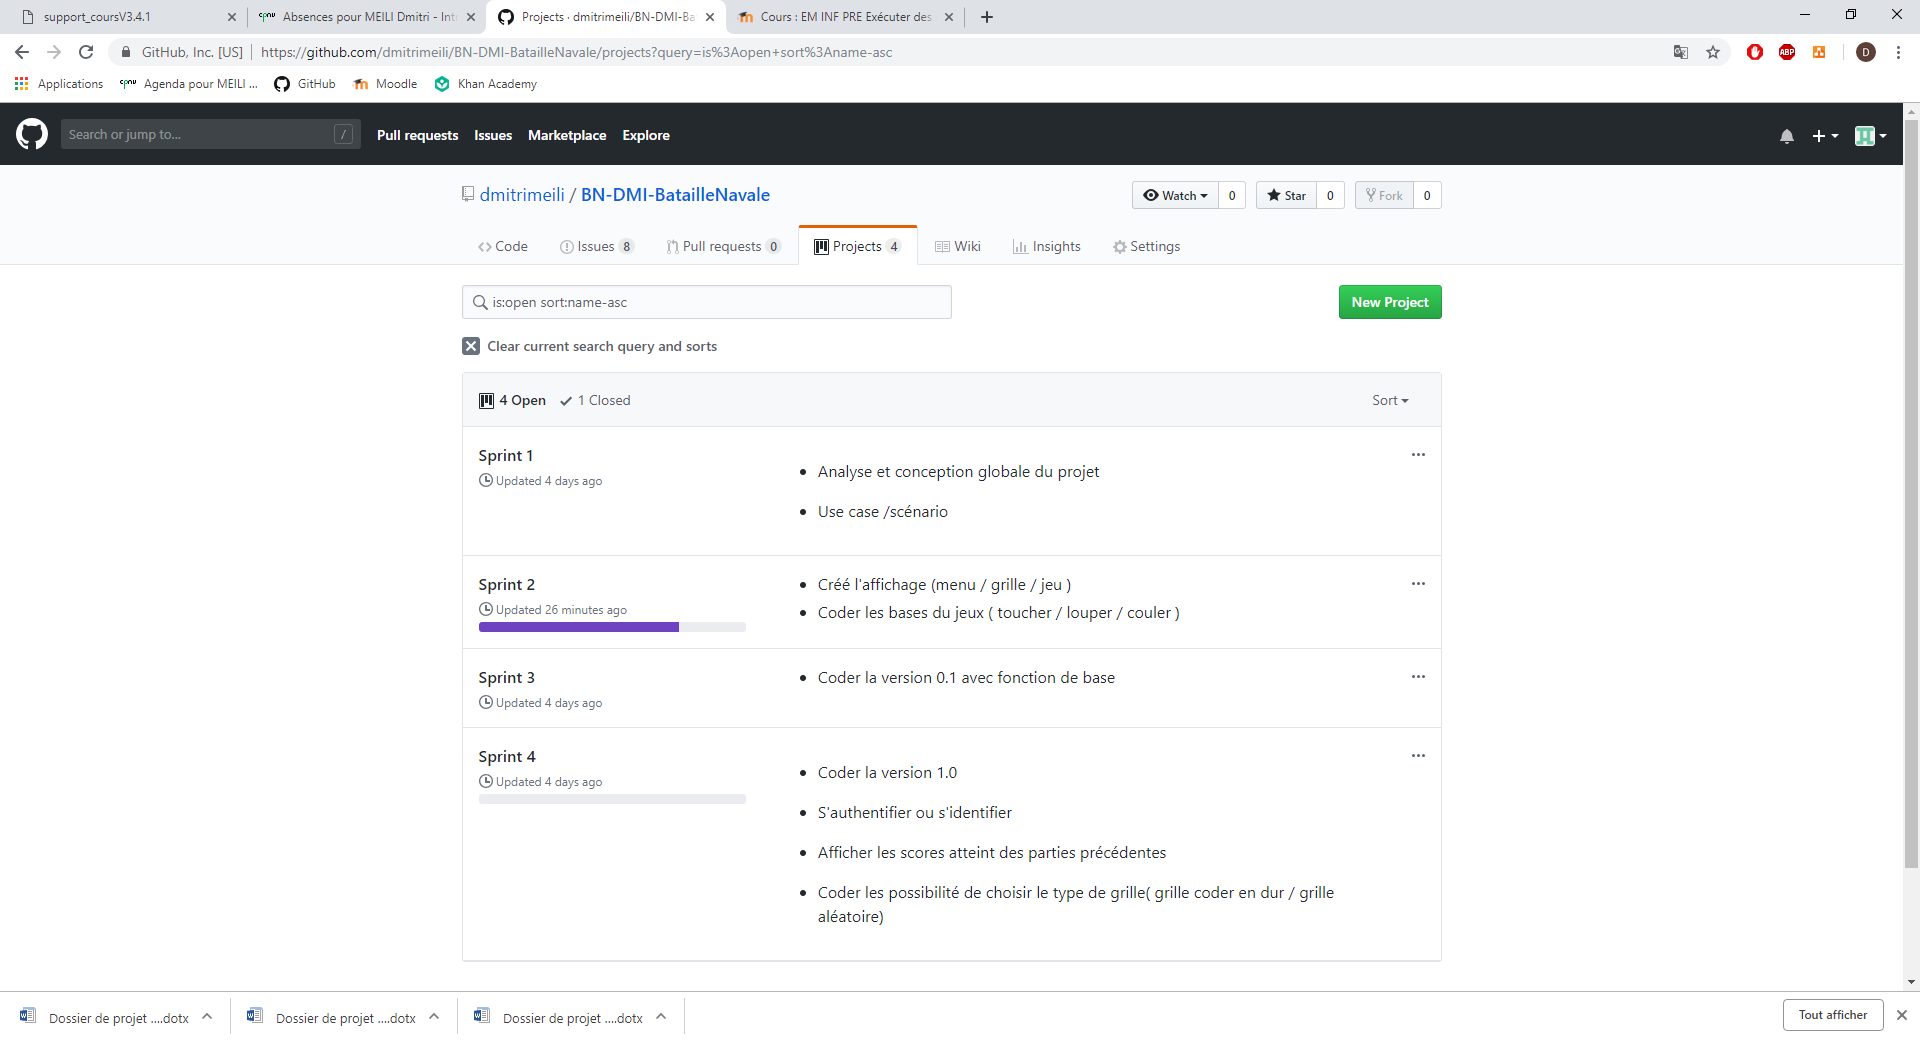 support_coursV3.4.1
Absences pour MEILI Dmitri - Intr
Projects · dmitrimeili/BN-DMI-Ba
Cours : EM INF PRE Exécuter des
GitHub, Inc. [US]
https://github.com/dmitrimeili/BN-DMI-BatailleNavale/projects?query=is%3Aopen+sort%3Aname-asc
ABP
D
Applications
cpnv Agenda pour MEILI ...
GitHub
Moodle
Khan Academy
Search or jump to...
/
Pull requests
Issues
Marketplace
Explore
dmitrimeili / BN-DMI-BatailleNavale
Watch 0
Star 0
Fork 0
Code
Issues 8
Pull requests 0
Projects 4
Wiki
Insights
Settings
is:open sort:name-asc
New Project
Clear current search query and sorts
4 Open
1 Closed
Sort
Sprint 1
Updated 4 days ago
Analyse et conception globale du projet
Use case /scénario
Sprint 2
Updated 26 minutes ago
Créé l'affichage (menu / grille / jeu )
Coder les bases du jeux ( toucher / louper / couler )
Sprint 3
Updated 4 days ago
Coder la version 0.1 avec fonction de base
Sprint 4
Updated 4 days ago
Coder la version 1.0
S'authentifier ou s'identifier
Afficher les scores atteint des parties précédentes
Coder les possibilité de choisir le type de grille( grille coder en dur / grille
aléatoire)
Dossier de projet ....dotx
Dossier de projet ....dotx
Dossier de projet ....dotx
Tout afficher